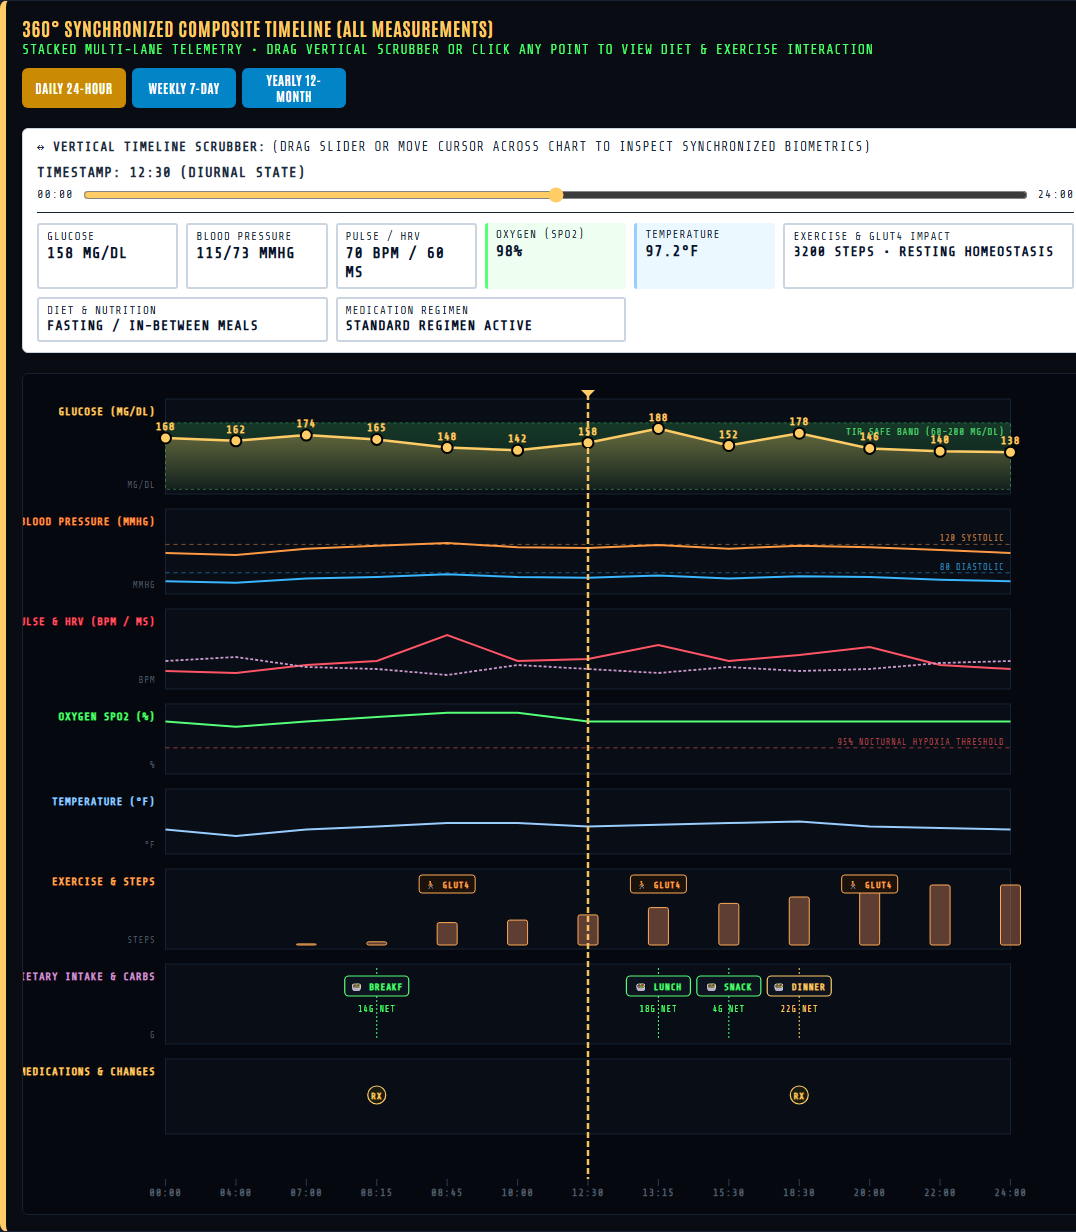 360° SYNCHRONIZED COMPOSITE TIMELINE (ALL MEASUREMENTS)
STACKED MULTI-LANE TELEMETRY · DRAG VERTICAL SCRUBBER OR CLICK ANY POINT TO VIEW DIET & EXERCISE INTERACTION
DAILY 24-HOUR
WEEKLY 7-DAY
YEARLY 12-
MONTH
↔ VERTICAL TIMELINE SCRUBBER: (DRAG SLIDER OR MOVE CURSOR ACROSS CHART TO INSPECT SYNCHRONIZED BIOMETRICS)
TIMESTAMP: 12:30 (DIURNAL STATE)
00:00 24:00
GLUCOSE
158 MG/DL
BLOOD PRESSURE
115/73 MMHG
PULSE / HRV
70 BPM / 60
MS
OXYGEN (SPO2)
98%
TEMPERATURE
97.2°F
EXERCISE & GLUT4 IMPACT
3200 STEPS · RESTING HOMEOSTASIS
DIET & NUTRITION
FASTING / IN-BETWEEN MEALS
MEDICATION REGIMEN
STANDARD REGIMEN ACTIVE
GLUCOSE (MG/DL)
168 162 174 165 148 142 158 188 152 178 146 140 138
TIR SAFE BAND (60-200 MG/DL)
MG/DL
BLOOD PRESSURE (MMHG)
120 SYSTOLIC
80 DIASTOLIC
MMHG
ULSE & HRV (BPM / MS)
BPM
OXYGEN SPO2 (%)
95% NOCTURNAL HYPOXIA THRESHOLD
%
TEMPERATURE (°F)
°F
EXERCISE & STEPS
GLUT4 GLUT4 GLUT4
STEPS
ETARY INTAKE & CARBS
BREAKF LUNCH SNACK DINNER
14G NET 18G NET 4G NET 22G NET
G
MEDICATIONS & CHANGES
RX RX
00:00 04:00 07:00 08:15 08:45 10:00 12:30 13:15 15:30 18:30 20:00 22:00 24:00